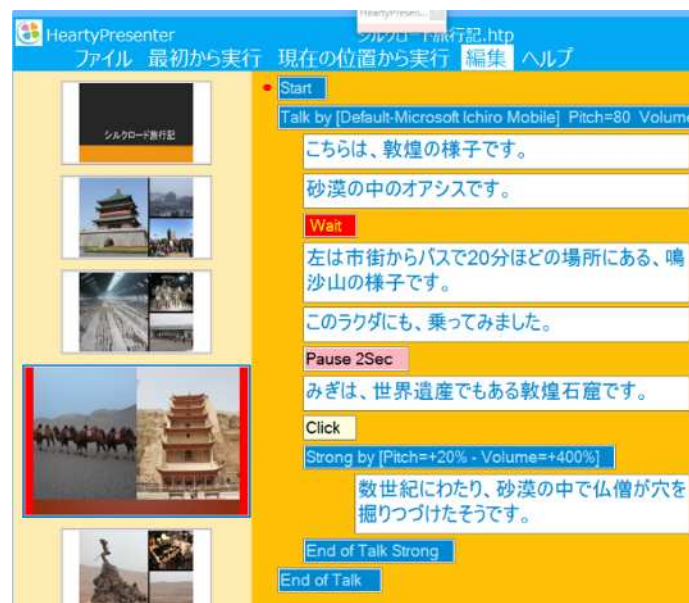 HeartyPresen...
HeartyPresenter シルクロード旅行記.htp
ファイル 最初から実行 現在の位置から実行 編集 ヘルプ
シルクロード旅行記
Start
Talk by [Default-Microsoft Ichiro Mobile] Pitch=80 Volume
こちらは、敦煌の様子です。
砂漠の中のオアシスです。
Wait
左は市街からバスで20分ほどの場所にある、鳴
沙山の様子です。
このラクダにも、乗ってみました。
Pause 2Sec
みぎは、世界遺産でもある敦煌石窟です。
Click
Strong by [Pitch=+20% - Volume=+400%]
数世紀にわたり、砂漠の中で仏僧が穴を
掘りつづけたそうです。
End of Talk Strong
End of Talk